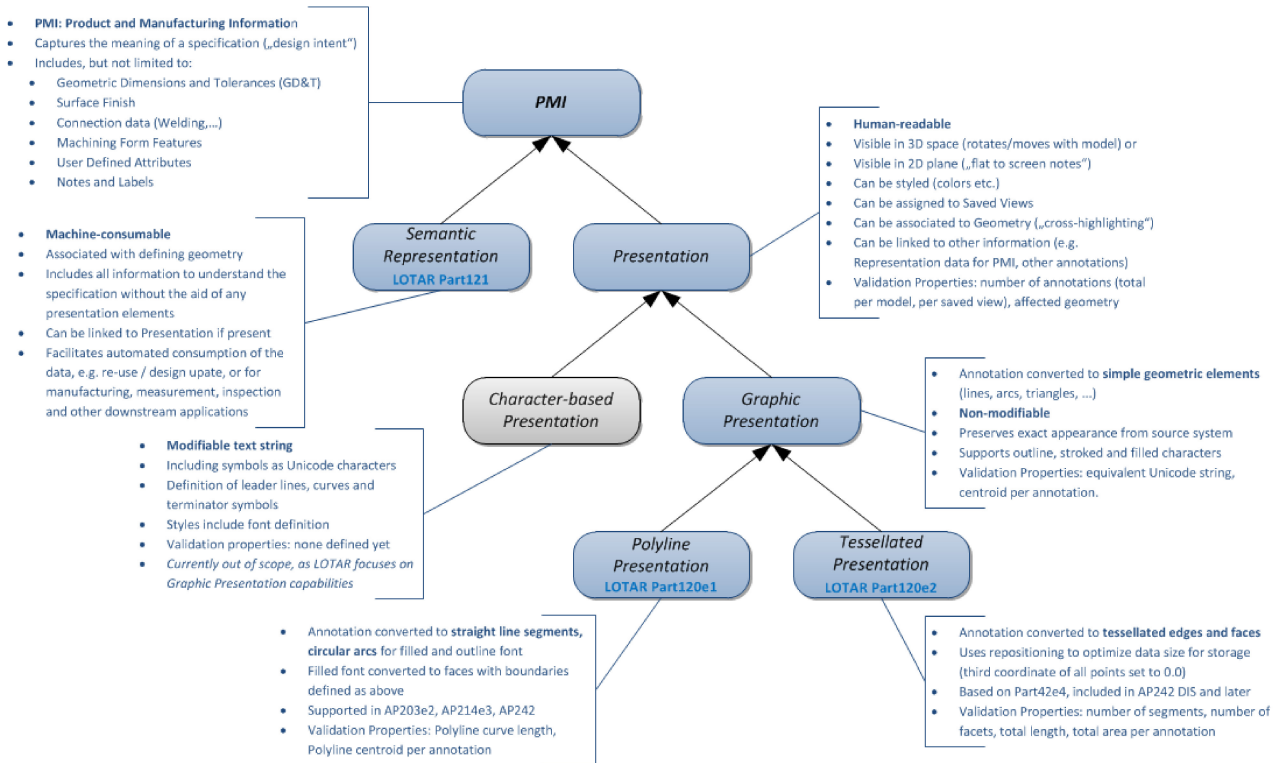 • PMI: Product and Manufacturing Information
• Captures the meaning of a specification („design intent“)
• Includes, but not limited to:
• Geometric Dimensions and Tolerances (GD&T)
• Surface Finish
• Connection data (Welding,...)
• Machining Form Features
• User Defined Attributes
• Notes and Labels
PMI
• Human-readable
• Visible in 3D space (rotates/moves with model) or
• Visible in 2D plane („flat to screen notes“)
• Can be styled (colors etc.)
• Can be assigned to Saved Views
• Can be associated to Geometry („cross-highlighting“)
• Can be linked to other information (e.g.
Representation data for PMI, other annotations)
• Validation Properties: number of annotations (total
per model, per saved view), affected geometry
Semantic
Representation
LOTAR Part121
Presentation
• Machine-consumable
• Associated with defining geometry
• Includes all information to understand the
specification without the aid of any
presentation elements
• Can be linked to Presentation if present
• Facilitates automated consumption of the
data, e.g. re-use / design upate, or for
manufacturing, measurement, inspection
and other downstream applications
Character-based
Presentation
Graphic
Presentation
• Annotation converted to simple geometric elements
(lines, arcs, triangles, ...)
• Non-modifiable
• Preserves exact appearance from source system
• Supports outline, stroked and filled characters
• Validation Properties: equivalent Unicode string,
centroid per annotation.
• Modifiable text string
• Including symbols as Unicode characters
• Definition of leader lines, curves and
terminator symbols
• Styles include font definition
• Validation properties: none defined yet
• Currently out of scope, as LOTAR focuses on
Graphic Presentation capabilities
Polyline
Presentation
LOTAR Part120e1
Tessellated
Presentation
LOTAR Part120e2
• Annotation converted to straight line segments,
circular arcs for filled and outline font
• Filled font converted to faces with boundaries
defined as above
• Supported in AP203e2, AP214e3, AP242
• Validation Properties: Polyline curve length,
Polyline centroid per annotation
• Annotation converted to tessellated edges and faces
• Uses repositioning to optimize data size for storage
(third coordinate of all points set to 0.0)
• Based on Part42e4, included in AP242 DIS and later
• Validation Properties: number of segments, number of
facets, total length, total area per annotation